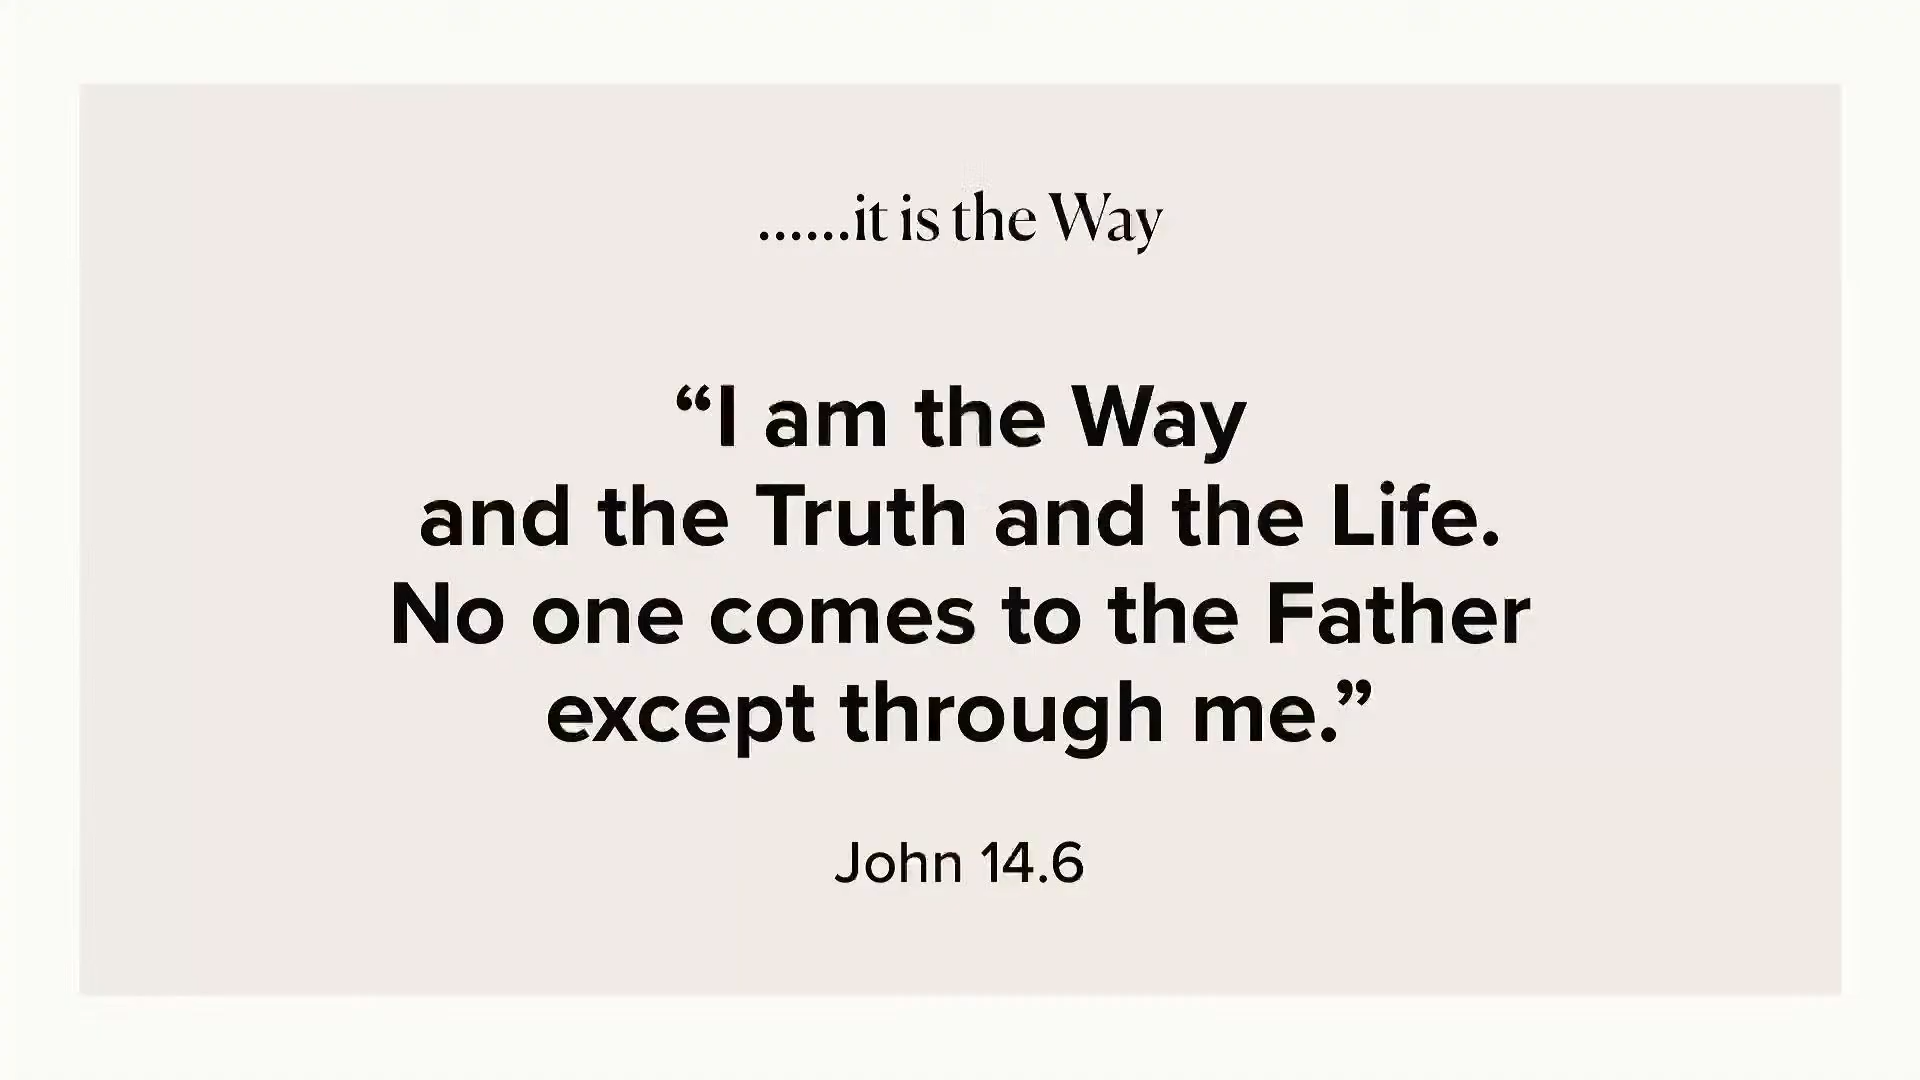 ......it is the Way
“I am the Way
and the Truth and the Life.
No one comes to the Father
except through me.”
John 14.6